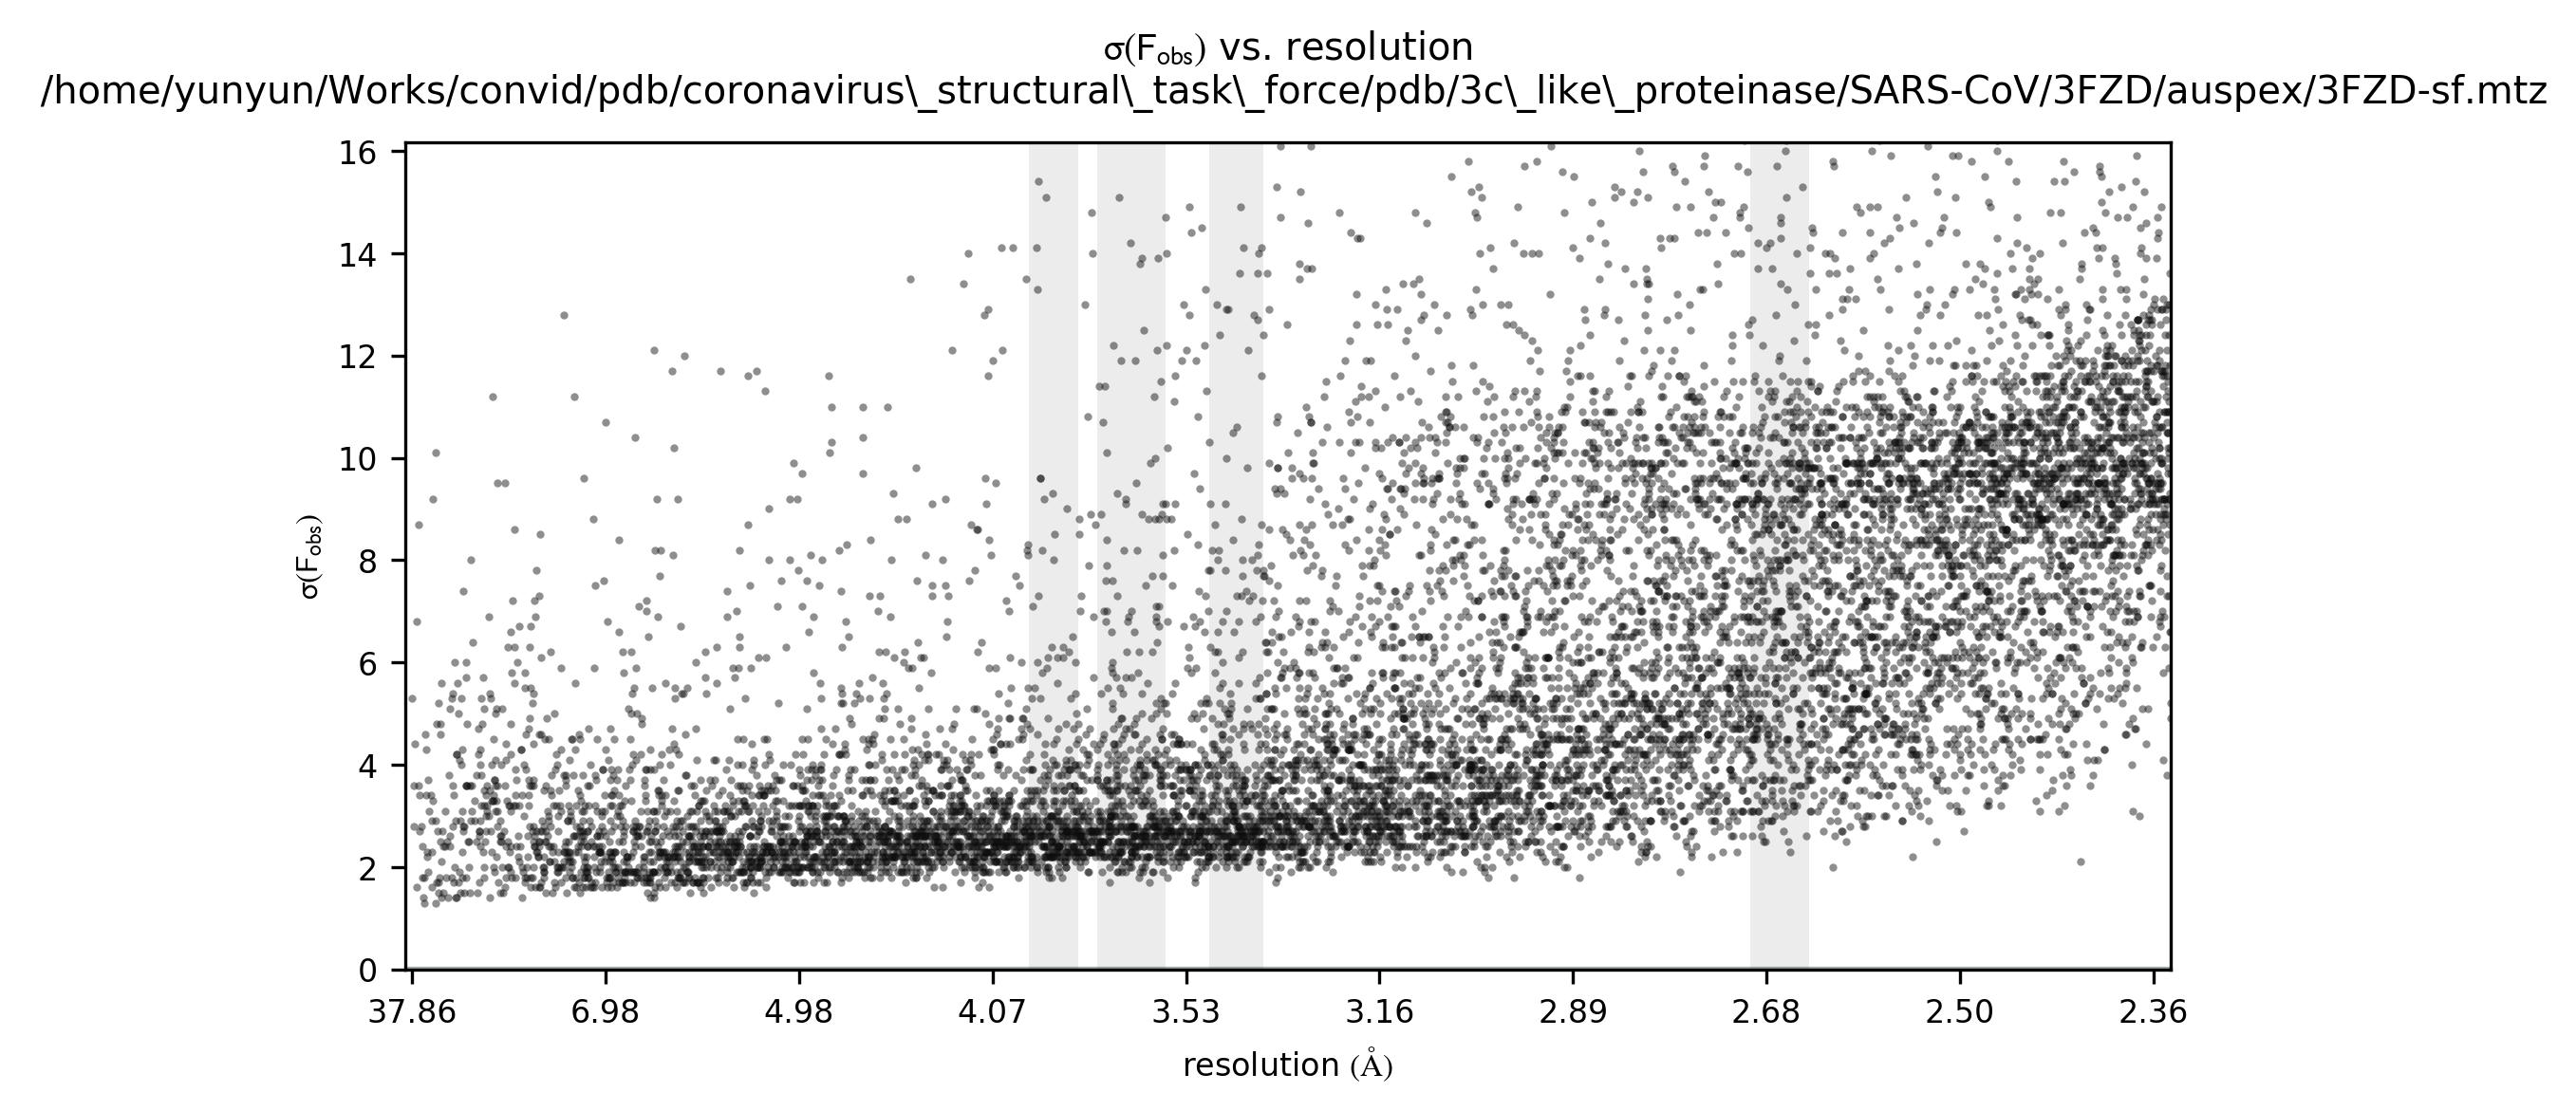 σ(F_obs) vs. resolution
/home/yunyun/Works/convid/pdb/coronavirus\_structural\_task\_force/pdb/3c\_like\_proteinase/SARS-CoV/3FZD/auspex/3FZD-sf.mtz
16
14
12
10
8
6
4
2
0
σ(F_obs)
37.86 6.98 4.98 4.07 3.53 3.16 2.89 2.68 2.50 2.36
resolution (Å)